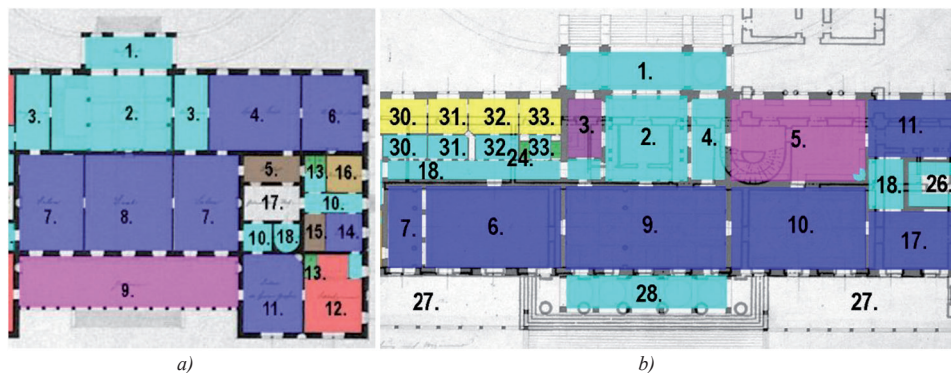 1.
3. 2. 3. 4. 6.
5. 13. 16.
7. 8. 7. 17. 10.
10. 18. 15. 14.
9. 11. 13. 12.
a)
1.
30. 31. 32. 33. 3. 2. 4. 5. 11.
30. 31. 32. 33.
18. 24. 18. 26.
7. 6. 9. 10. 17.
27. 28. 27.
b)